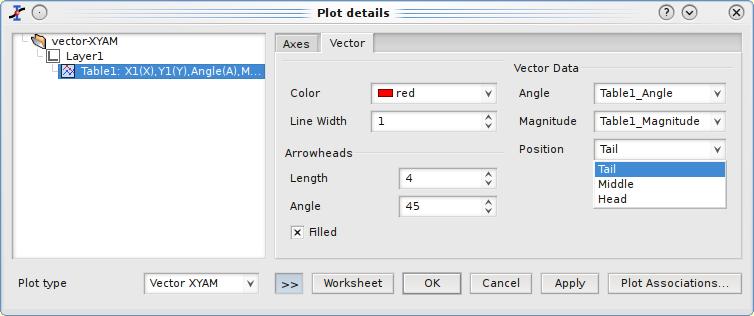 Plot details
vector-XYAM
Layer1
Table1: X1(X),Y1(Y),Angle(A),M...
Axes
Vector
Color
red
Line Width
1
Arrowheads
Length
4
Angle
45
Filled
Vector Data
Angle
Table1_Angle
Magnitude
Table1_Magnitude
Position
Tail
Tail
Middle
Head
Plot type
Vector XYAM
>>
Worksheet
OK
Cancel
Apply
Plot Associations...